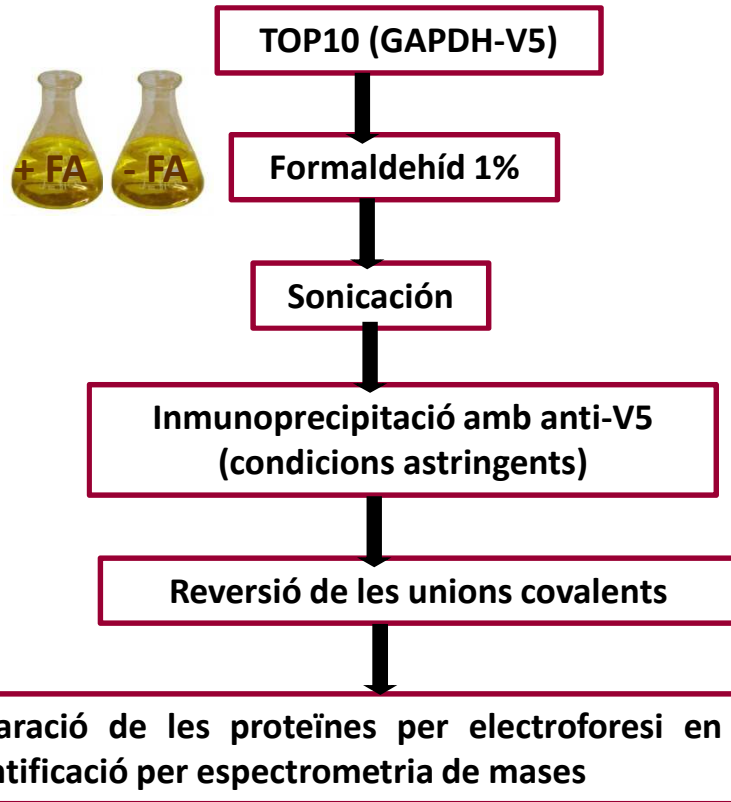 TOP10 (GAPDH-V5)
+ FA - FA
Formaldehíd 1%
Sonicación
Inmunoprecipitació amb anti-V5
(condicions astringents)
Reversió de les unions covalents
de les proteïnes per electroforesi en
per espectrometria de mases